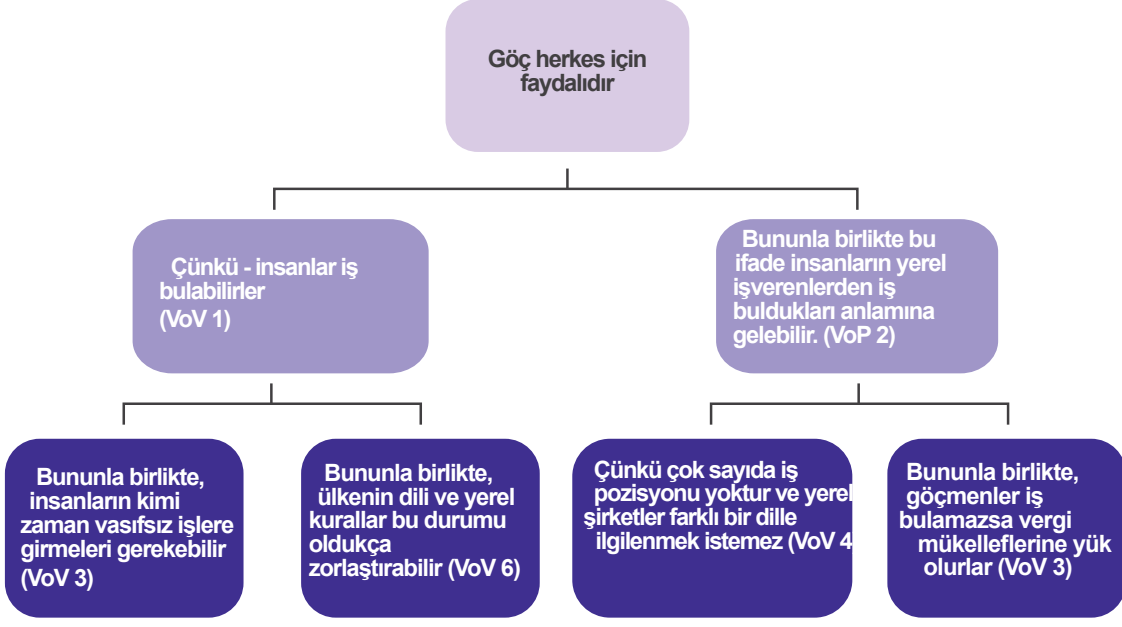 Göç herkes için
faydalıdır
Çünkü - insanlar iş
bulabilirler
(VoV 1)
Bununla birlikte bu
ifade insanların yerel
işverenlerden iş
buldukları anlamına
gelebilir. (VoP 2)
Bununla birlikte,
insanların kimi
zaman vasıfsız işlere
girmeleri gerekebilir
(VoV 3)
Bununla birlikte,
ülkenin dili ve yerel
kurallar bu durumu
oldukça
zorlaştırabilir (VoV 6)
Çünkü çok sayıda iş
pozisyonu yoktur ve yerel
şirketler farklı bir dille
ilgilenmek istemez (VoV 4
Bununla birlikte,
göçmenler iş
bulamazsa vergi
mükelleflerine yük
olurlar (VoV 3)